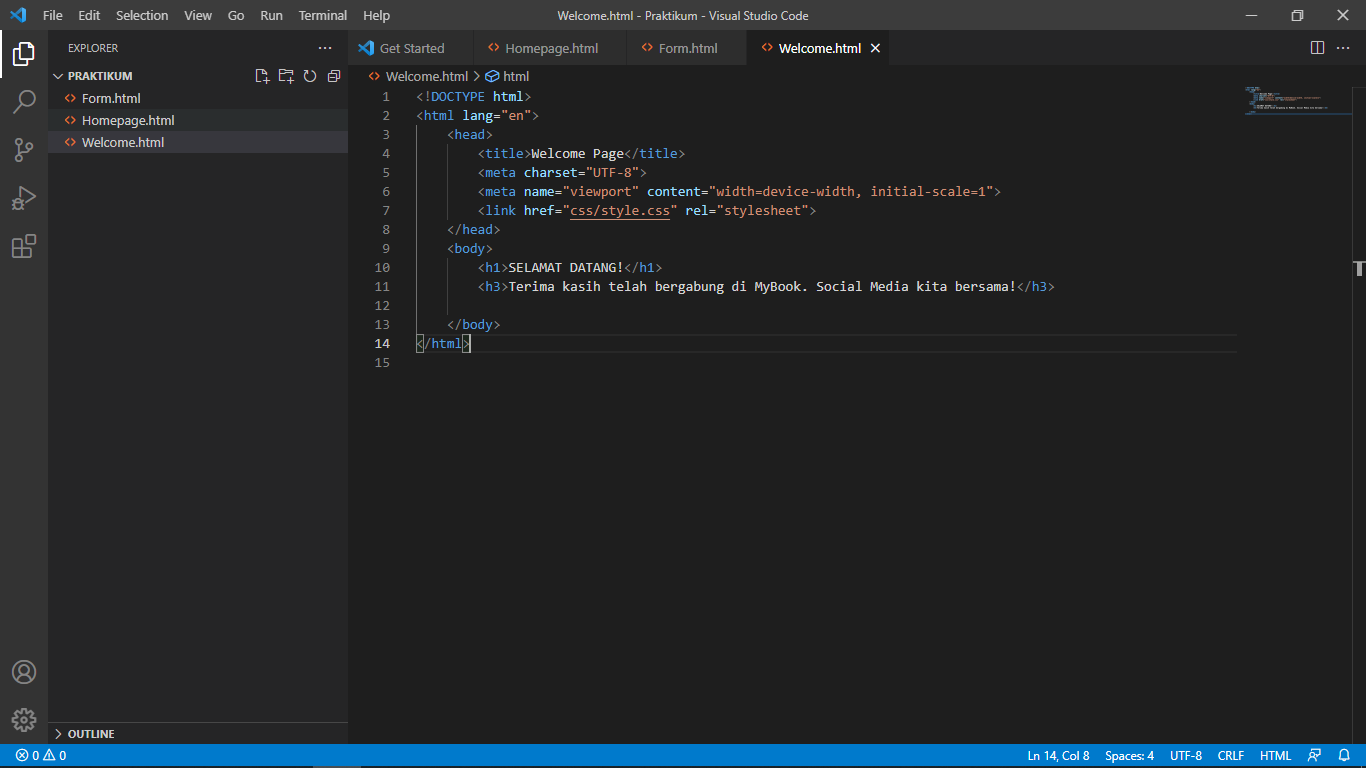 File Edit Selection View Go Run Terminal Help Welcome.html - Praktikum - Visual Studio Code
EXPLORER
PRAKTIKUM
Form.html
Homepage.html
Welcome.html
OUTLINE
Get Started Homepage.html Form.html Welcome.html
Welcome.html > html
1 <!DOCTYPE html>
2 <html lang="en">
3 <head>
4 <title>Welcome Page</title>
5 <meta charset="UTF-8">
6 <meta name="viewport" content="width=device-width, initial-scale=1">
7 <link href="css/style.css" rel="stylesheet">
8 </head>
9 <body>
10 <h1>SELAMAT DATANG!</h1>
11 <h3>Terima kasih telah bergabung di MyBook. Social Media kita bersama!</h3>
12
13 </body>
14 </html>
15
0 0 Ln 14, Col 8 Spaces: 4 UTF-8 CRLF HTML